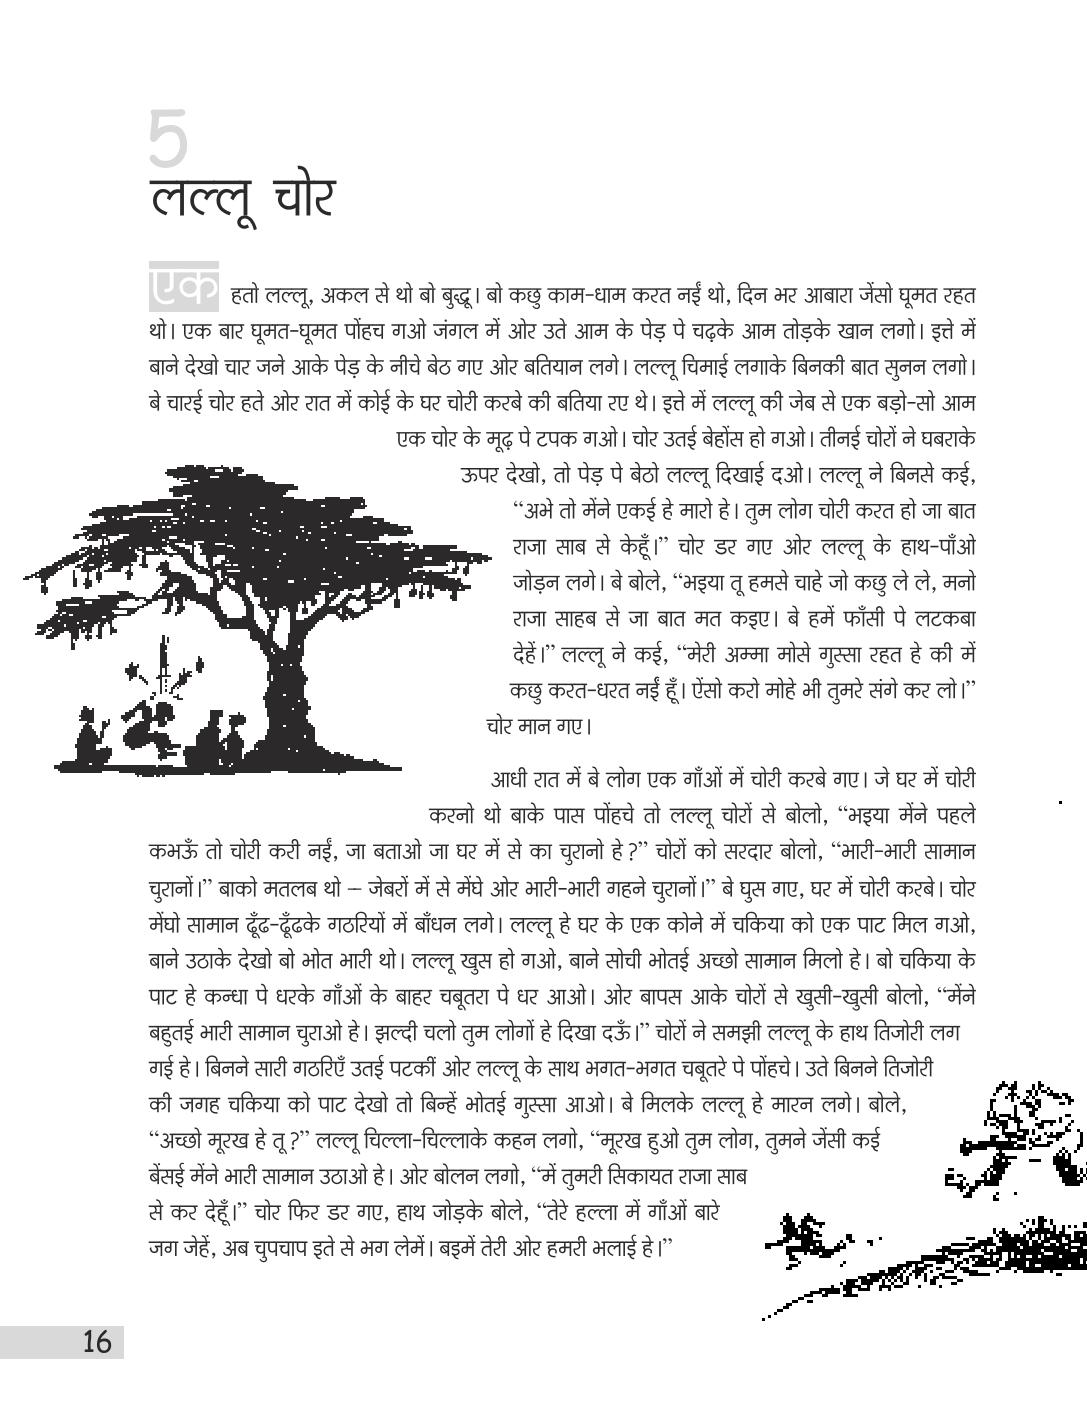 5
लल्लू चोर
एक हतो लल्लू, अकल से थो बो बुद्धू। बो कछु काम-धाम करत नईं थो, दिन भर आबारा जेंसो घूमत रहत
थो। एक बार घूमत-घूमत पोंहच गओ जंगल में ओर उते आम के पेड़ पे चढ़के आम तोड़के खान लगो। इत्ते में
बाने देखो चार जने आके पेड़ के नीचे बेठ गए ओर बतियान लगे। लल्लू चिमाई लगाके बिनकी बात सुनन लगो।
बे चारई चोर हते ओर रात में कोई के घर चोरी करबे की बतिया रए थे। इत्ते में लल्लू की जेब से एक बड़ो-सो आम
एक चोर के मूढ़ पे टपक गओ। चोर उतई बेहोंस हो गओ। तीनई चोरों ने घबराके
ऊपर देखो, तो पेड़ पे बेठो लल्लू दिखाई दओ। लल्लू ने बिनसे कई,
“अभे तो मेंने एकई हे मारो हे। तुम लोग चोरी करत हो जा बात
राजा साब से केहूँ।” चोर डर गए ओर लल्लू के हाथ-पाँओ
जोड़न लगे। बे बोले, “भइया तू हमसे चाहे जो कछु ले ले, मनो
राजा साहब से जा बात मत कइए। बे हमें फाँसी पे लटकबा
देहें।” लल्लू ने कई, “मेरी अम्मा मोसे गुस्सा रहत हे की में
कछु करत-धरत नईं हूँ। ऐंसो करो मोहे भी तुमरे संगे कर लो।”
चोर मान गए।
आधी रात में बे लोग एक गाँओं में चोरी करबे गए। जे घर में चोरी
करनो थो बाके पास पोंहचे तो लल्लू चोरों से बोलो, “भइया मेंने पहले
कभऊँ तो चोरी करी नईं, जा बताओ जा घर में से का चुरानो हे?” चोरों को सरदार बोलो, “भारी-भारी सामान
चुरानों।” बाको मतलब थो – जेबरों में से मेंघे ओर भारी-भारी गहने चुरानों।” बे घुस गए, घर में चोरी करबे। चोर
मेंघो सामान ढूँढ-ढूँढके गठरियों में बाँधन लगे। लल्लू हे घर के एक कोने में चकिया को एक पाट मिल गओ,
बाने उठाके देखो बो भोत भारी थो। लल्लू खुस हो गओ, बाने सोची भोतई अच्छो सामान मिलो हे। बो चकिया के
पाट हे कन्धा पे धरके गाँओं के बाहर चबूतरा पे धर आओ। ओर बापस आके चोरों से खुसी-खुसी बोलो, “मेंने
बहुतई भारी सामान चुराओ हे। झल्दी चलो तुम लोगों हे दिखा दऊँ।” चोरों ने समझी लल्लू के हाथ तिजोरी लग
गई हे। बिनने सारी गठरिएँ उतई पटकीं ओर लल्लू के साथ भगत-भगत चबूतरे पे पोंहचे। उते बिनने तिजोरी
की जगह चकिया को पाट देखो तो बिन्हें भोतई गुस्सा आओ। बे मिलके लल्लू हे मारन लगे। बोले,
“अच्छो मूरख हे तू?” लल्लू चिल्ला-चिल्लाके कहन लगो, “मूरख हुओ तुम लोग, तुमने जेंसी कई
बेंसई मेंने भारी सामान उठाओ हे। ओर बोलन लगो, “में तुमरी सिकायत राजा साब
से कर देहूँ।” चोर फिर डर गए, हाथ जोड़के बोले, “तेरे हल्ला में गाँओं बारे
जग जेहें, अब चुपचाप इते से भग लेमें। बइमें तेरी ओर हमरी भलाई हे।”
16